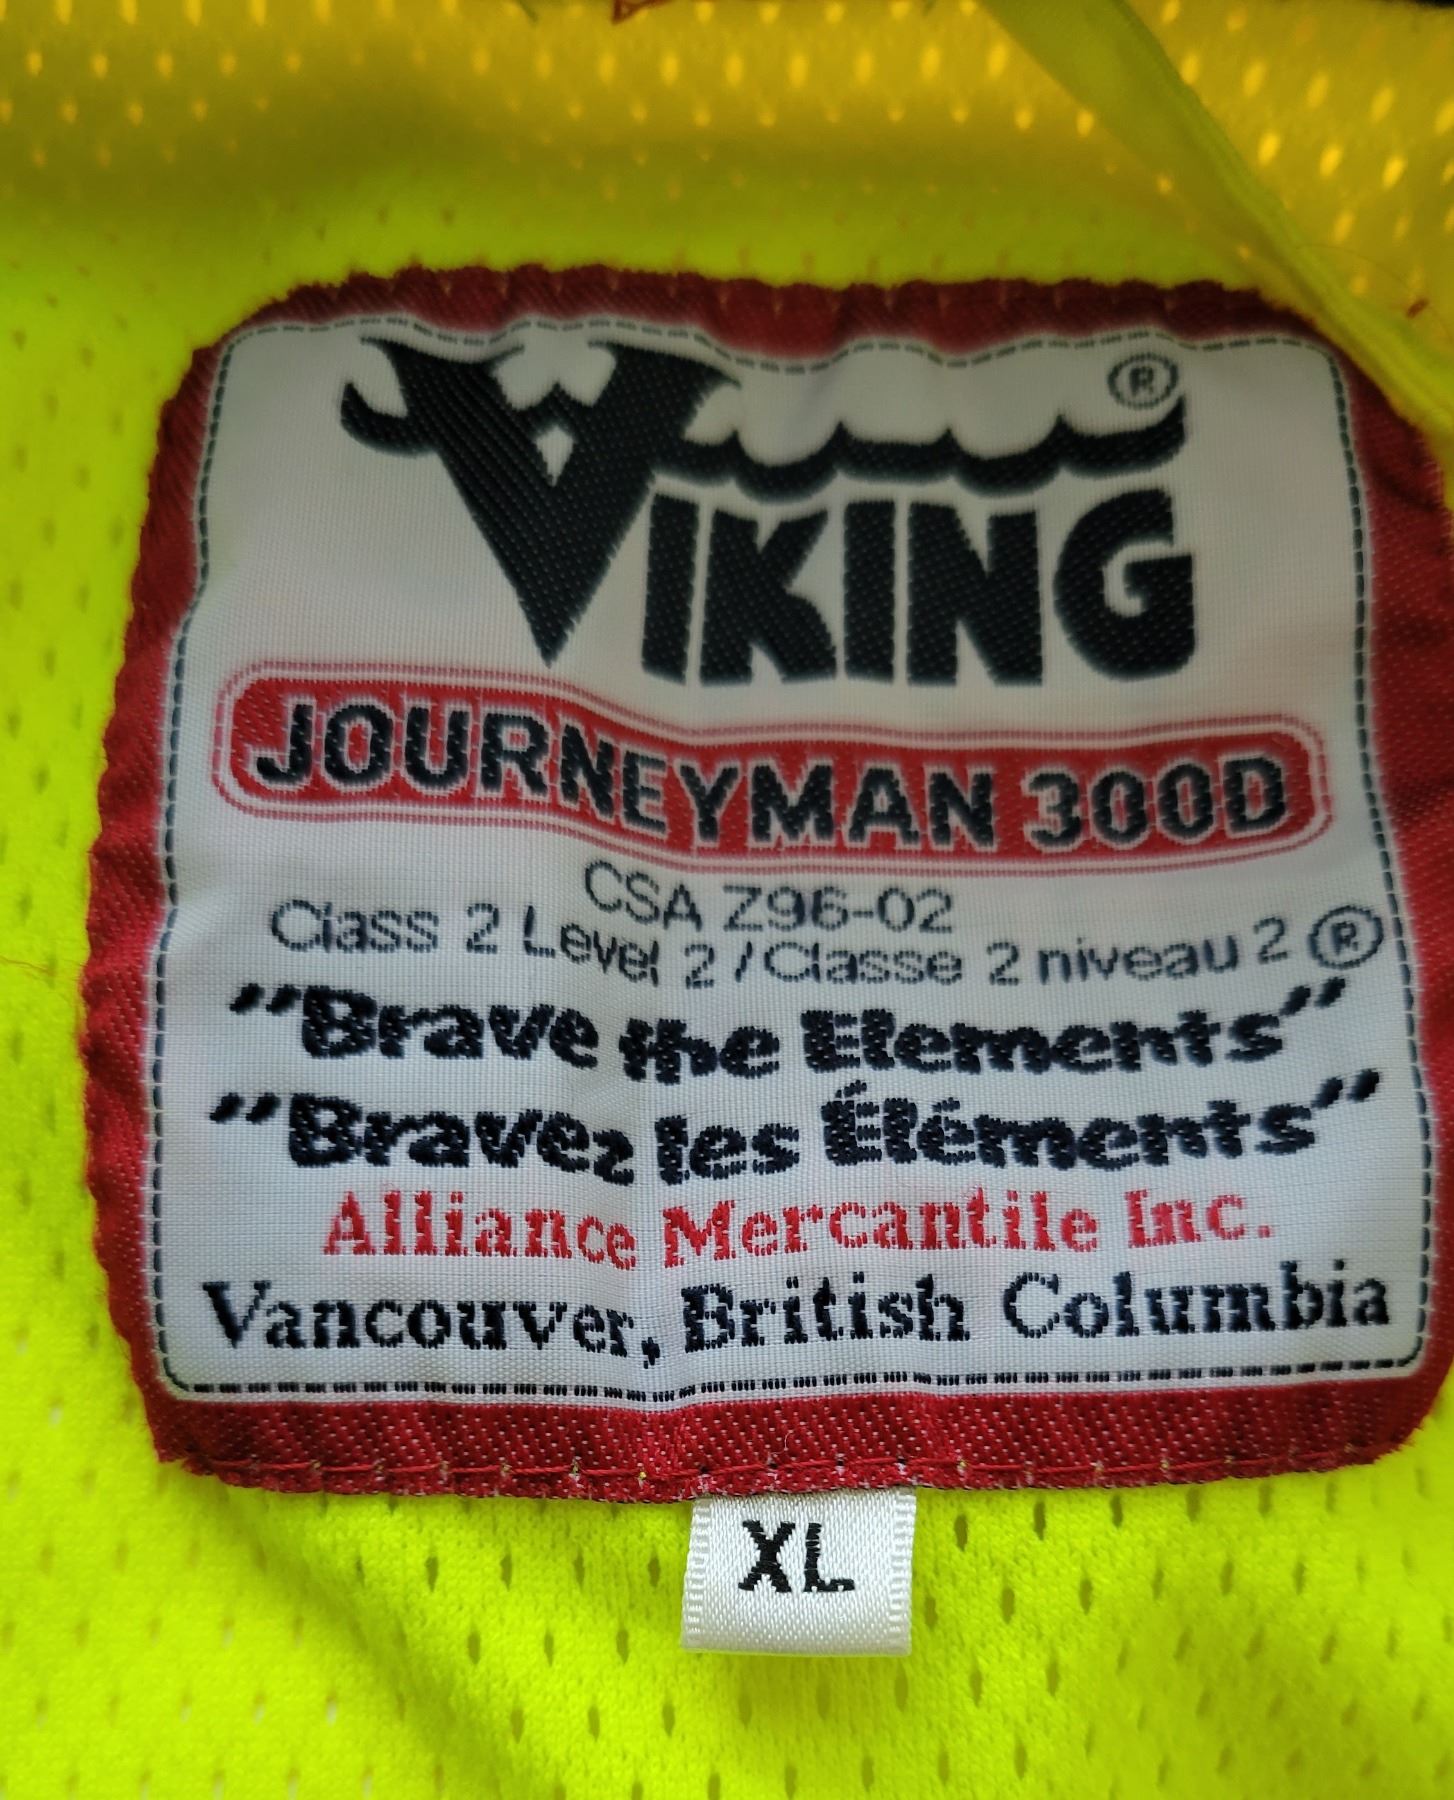 VIKING ®
JOURNEYMAN 300D
CSA Z96-02
Class 2 Level 2 / Classe 2 niveau 2 ®
"Brave the Elements"
"Bravez les Éléments"
Alliance Mercantile Inc.
Vancouver, British Columbia
XL